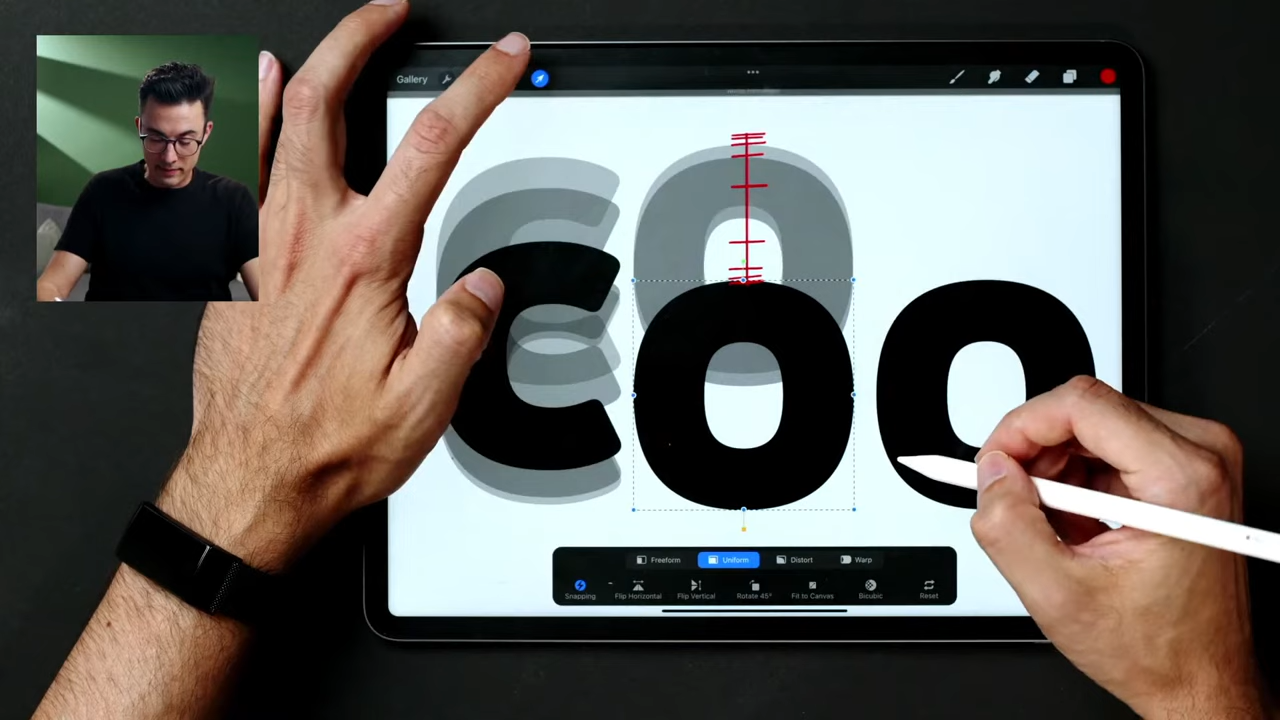 Gallery
Coo
Freeform Uniform Distort Warp
Snapping Flip Horizontal Flip Vertical Rotate 45° Fit to Canvas Bicubic Reset